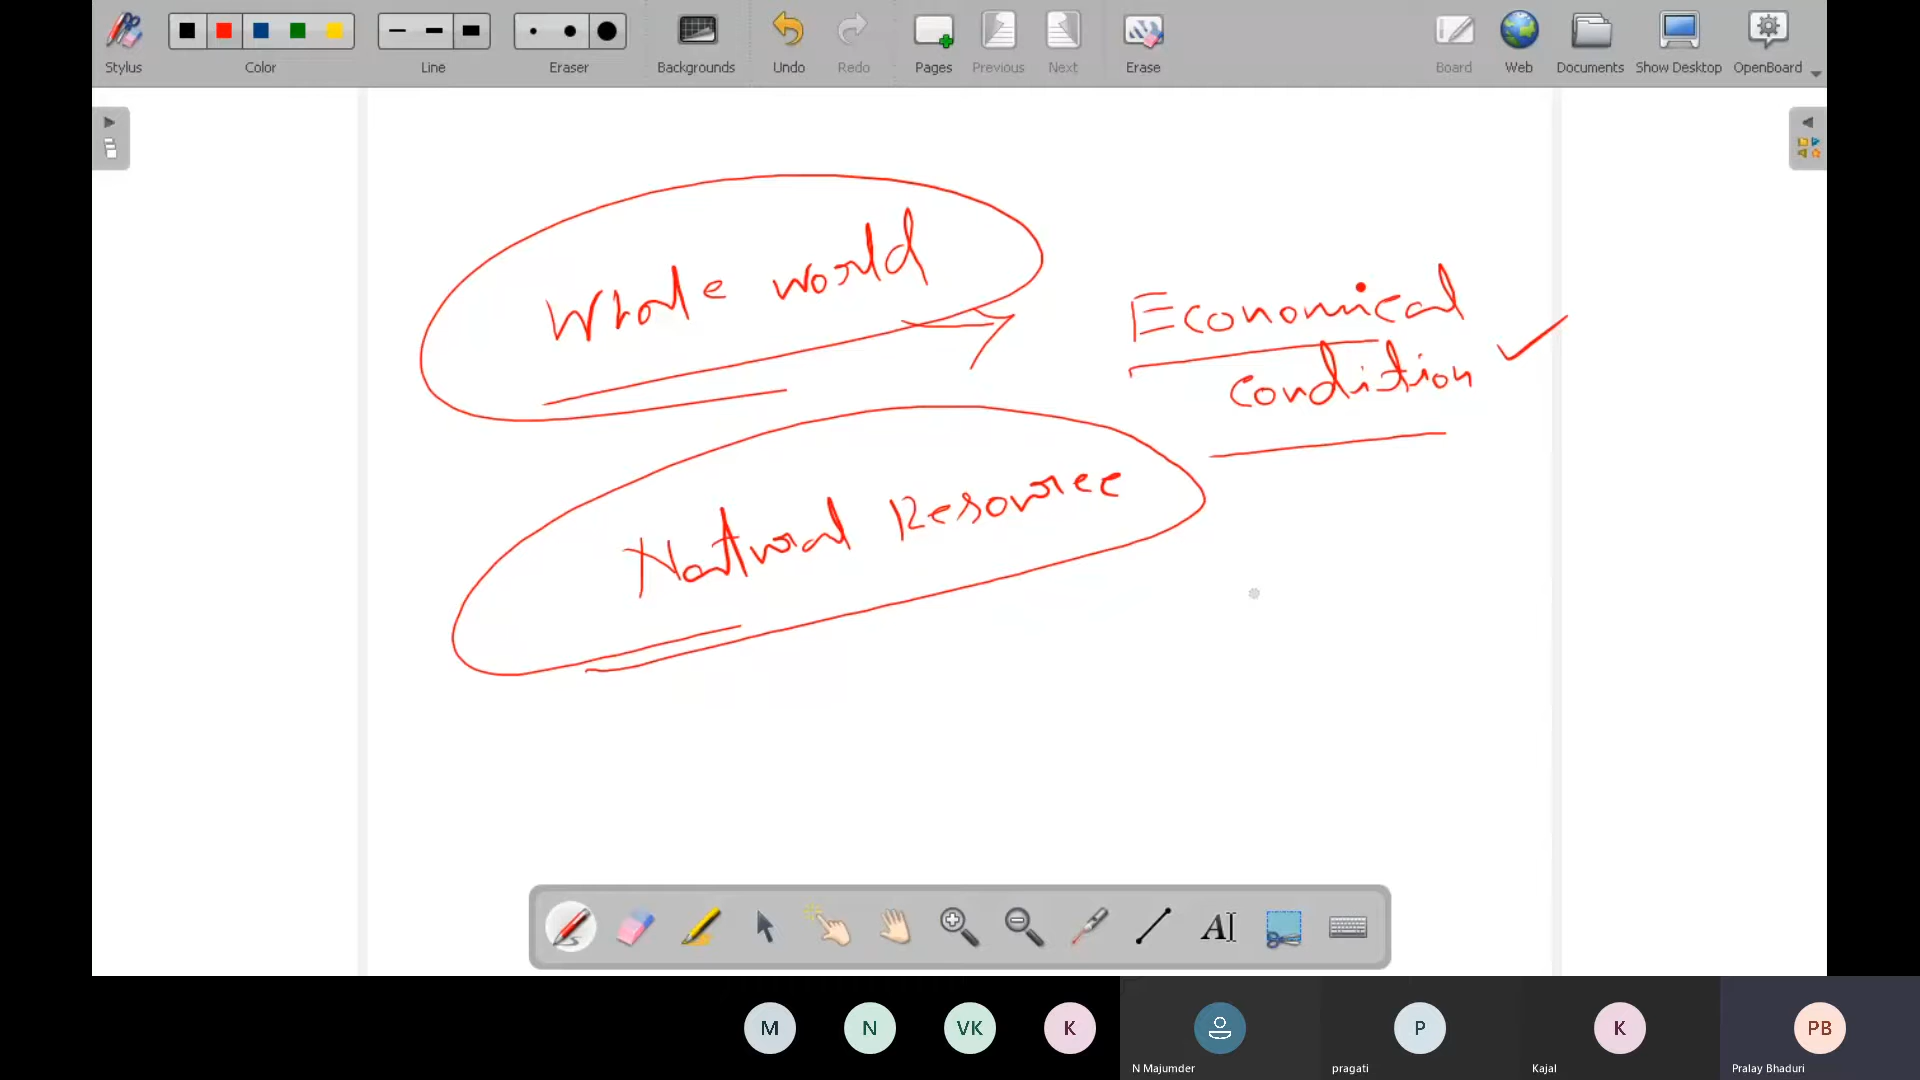 Stylus
Color
Line
Eraser
Backgrounds
Undo
Redo
Pages
Previous
Next
Erase
Board
Web
Documents
Show Desktop
OpenBoard
Whole world
Economical
condition
Natural Resource
AI
M
N
VK
K
P
K
PB
N Majumder
pragati
Kajal
Pralay Bhaduri